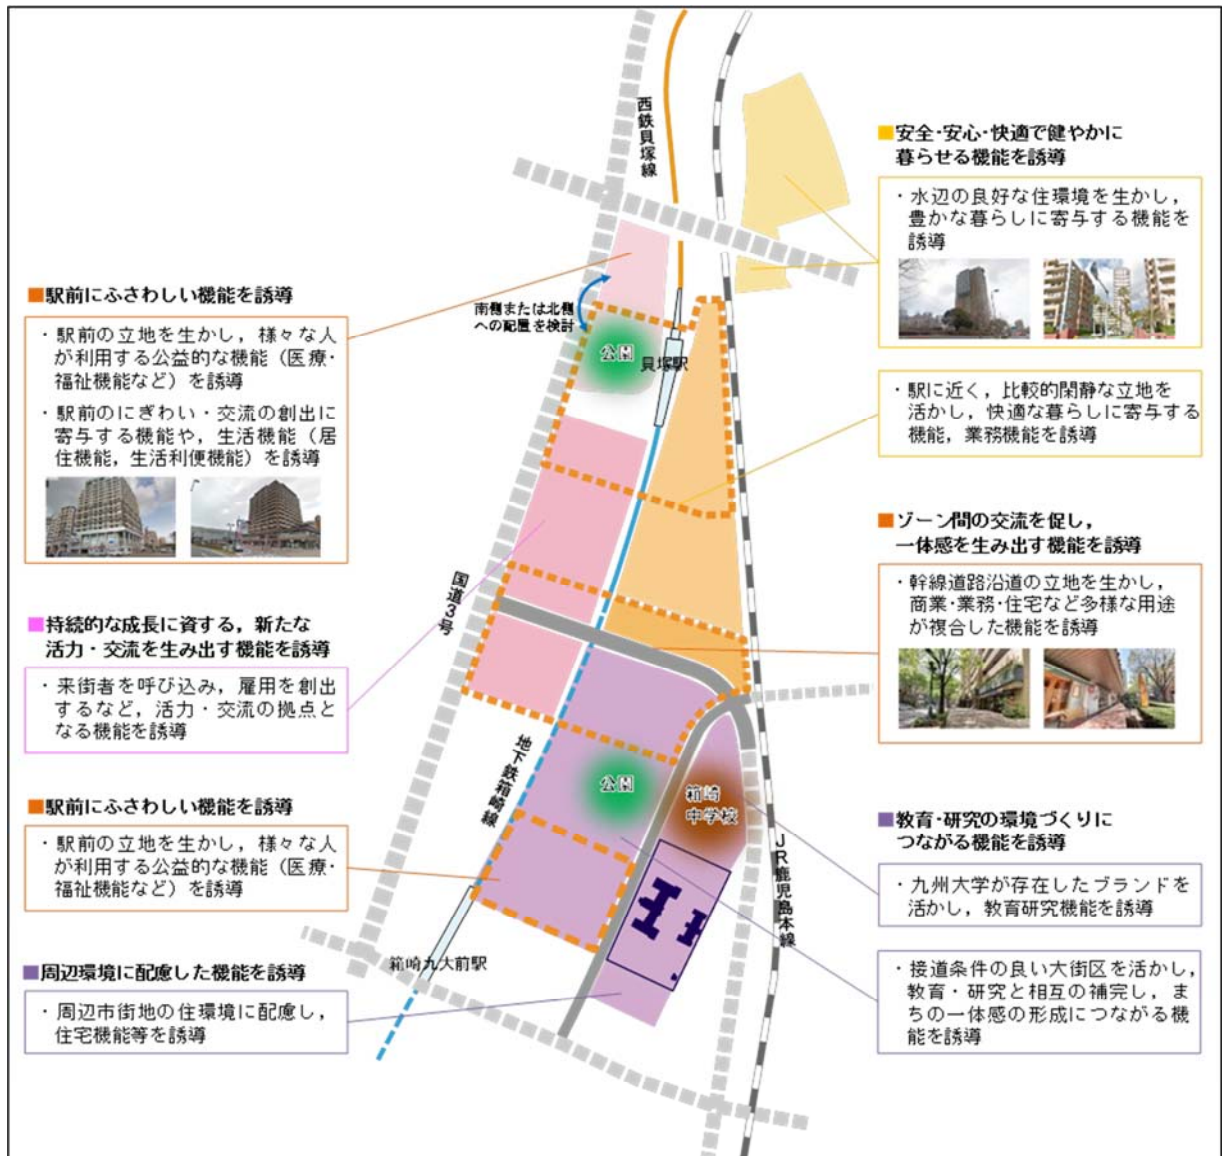 ■駅前にふさわしい機能を誘導
・駅前の立地を生かし，様々な人
が利用する公益的な機能（医療・
福祉機能など）を誘導
・駅前のにぎわい・交流の創出に
寄与する機能や，生活機能（居
住機能，生活利便機能）を誘導
■持続的な成長に資する，新たな
活力・交流を生み出す機能を誘導
・来街者を呼び込み，雇用を創出
するなど，活力・交流の拠点と
なる機能を誘導
■駅前にふさわしい機能を誘導
・駅前の立地を生かし，様々な人
が利用する公益的な機能（医療・
福祉機能など）を誘導
■周辺環境に配慮した機能を誘導
・周辺市街地の住環境に配慮し，
住宅機能等を誘導
西鉄貝塚線
南側または北側
への配置を検討
公園
貝塚駅
国道3号
地下鉄箱崎線
公園
箱崎
中学校
JR鹿児島本線
箱崎九大前駅
■安全・安心・快適で健やかに
暮らせる機能を誘導
・水辺の良好な住環境を生かし，
豊かな暮らしに寄与する機能を
誘導
・駅に近く，比較的閑静な立地を
活かし，快適な暮らしに寄与する
機能，業務機能を誘導
■ゾーン間の交流を促し，
一体感を生み出す機能を誘導
・幹線道路沿道の立地を生かし，
商業・業務・住宅など多様な用途
が複合した機能を誘導
■教育・研究の環境づくりに
つながる機能を誘導
・九州大学が存在したブランドを
活かし，教育研究機能を誘導
・接道条件の良い大街区を活かし，
教育・研究と相互の補完し，ま
ちの一体感の形成につながる機
能を誘導